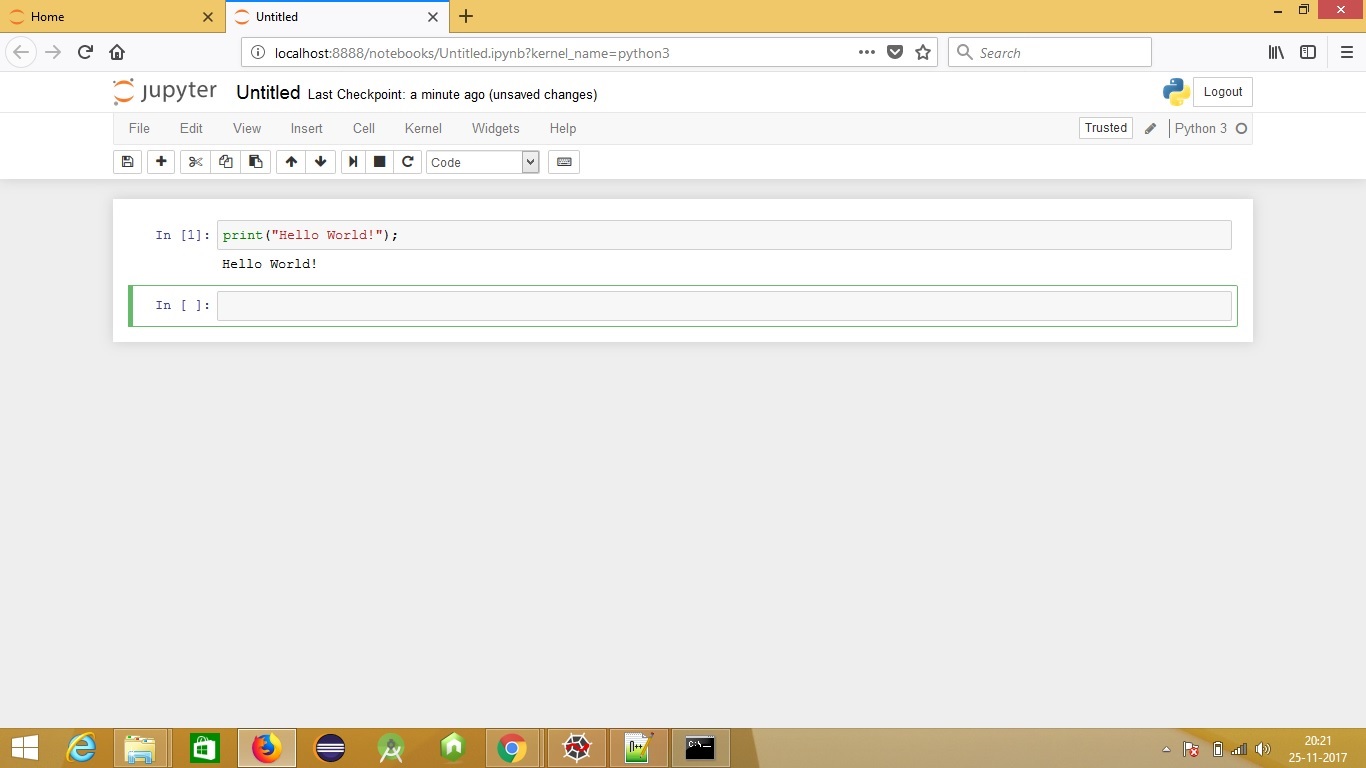 Home
Untitled
localhost:8888/notebooks/Untitled.ipynb?kernel_name=python3
Search
jupyter Untitled Last Checkpoint: a minute ago (unsaved changes)
Logout
File Edit View Insert Cell Kernel Widgets Help
Trusted
Python 3
Code
In [1]: print("Hello World!");
Hello World!
In [ ]:
N++
C:\
20:21
25-11-2017